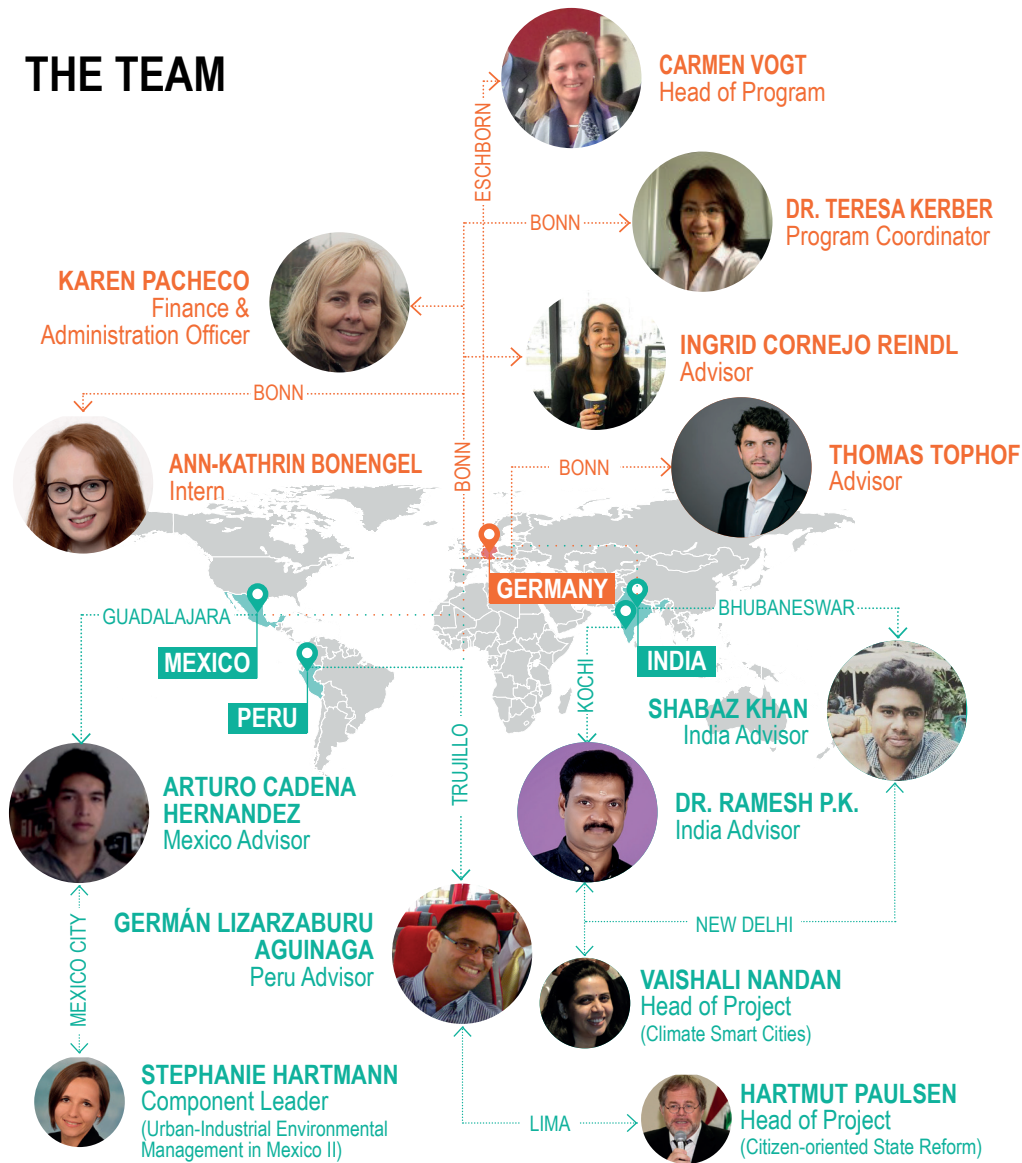 THE TEAM
CARMEN VOGT
Head of Program
ESCHBORN
BONN
DR. TERESA KERBER
Program Coordinator
KAREN PACHECO
Finance &
Administration Officer
INGRID CORNEJO REINDL
Advisor
BONN
ANN-KATHRIN BONENGEL
Intern
BONN
BONN
THOMAS TOPHOF
Advisor
GERMANY
GUADALAJARA
MEXICO
PERU
BHUBANESWAR
INDIA
KOCHI
SHABAZ KHAN
India Advisor
TRUJILLO
ARTURO CADENA
HERNANDEZ
Mexico Advisor
DR. RAMESH P.K.
India Advisor
MEXICO CITY
GERMÁN LIZARZABURU
AGUINAGA
Peru Advisor
NEW DELHI
VAISHALI NANDAN
Head of Project
(Climate Smart Cities)
STEPHANIE HARTMANN
Component Leader
(Urban-Industrial Environmental
Management in Mexico II)
LIMA
HARTMUT PAULSEN
Head of Project
(Citizen-oriented State Reform)